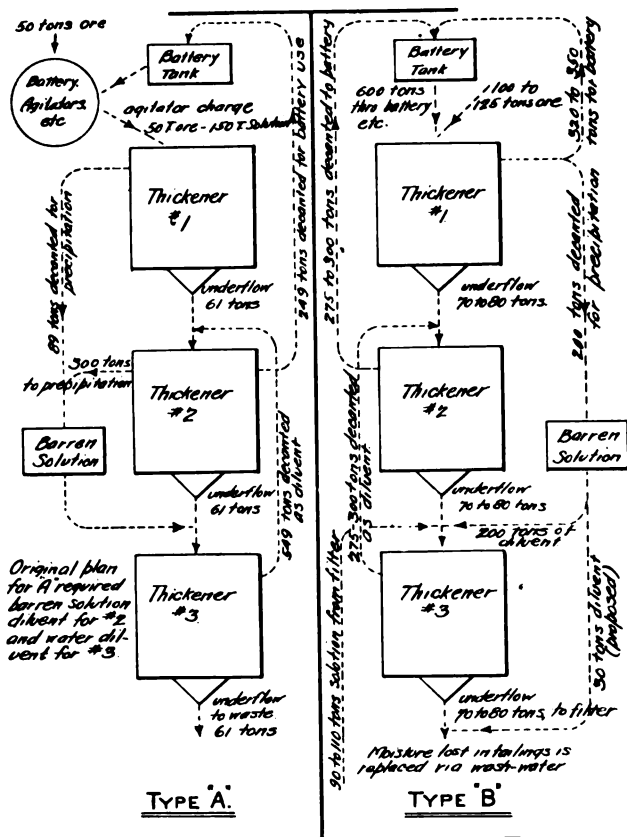 50 tons ore
Battery
Tank
Battery,
Agitators,
etc
agitator charge
50 T. ore - 150 T. Solution
249 tons decanted for battery use
Thickener
#1
89 tons decanted for
precipitation
underflow
61 tons
300 tons
to precipitation
Thickener
#2
Barren
Solution
underflow
61 tons
549 tons decanted
as diluent
Original plan
for "A" required
barren solution
diluent for #2
and water dil-
uent for #3.
Thickener
#3
underflow
to waste
61 tons
TYPE "A".
Battery
Tank
600 tons
thro battery
etc.
100 to
125 tons ore
320 to 350
tons for battery
275 to 300 tons decanted to battery
Thickener
#1
200 tons decanted
for precipitation
underflow
70 to 80 tons.
Thickener
#2
Barren
Solution
275-300 tons decanted
as diluent
underflow
70 to 80 tons
200 tons of
diluent
Thickener
#3
90 to 110 tons solution from filter
30 tons diluent
(proposed)
underflow
70 to 80 tons, to filter
Moisture lost in tailings is
replaced via wash-water
TYPE "B"